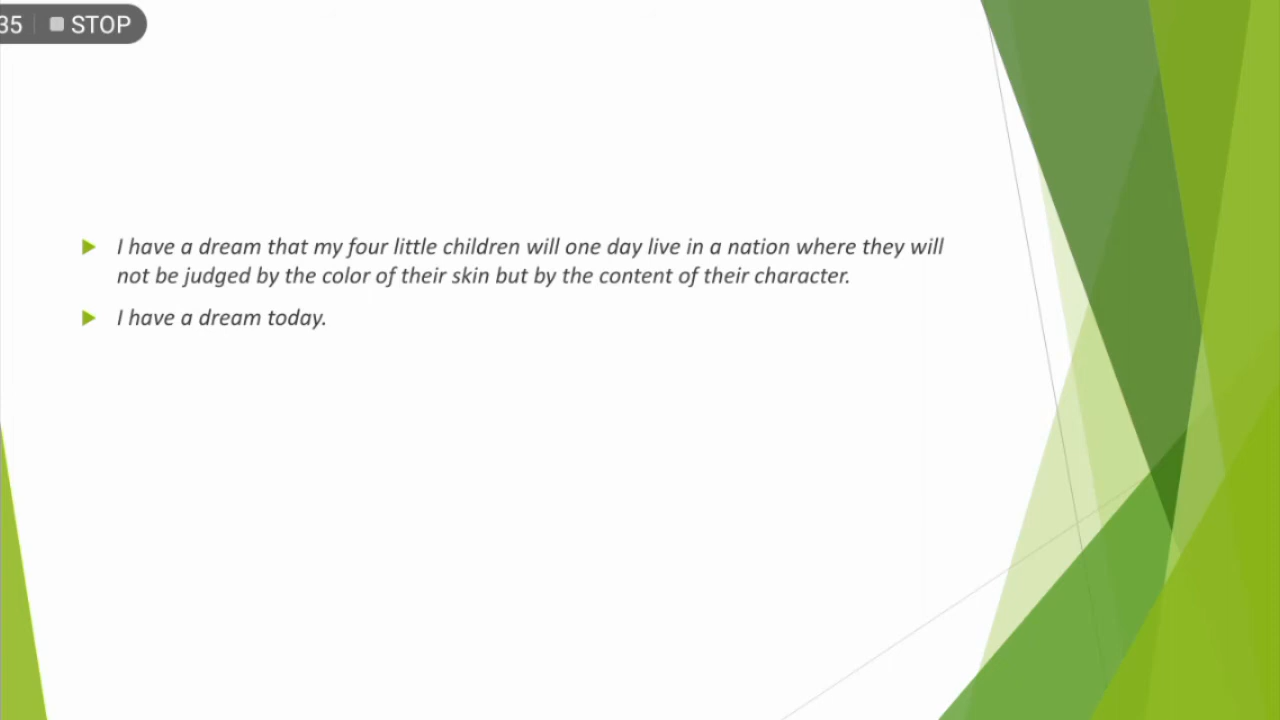 35 STOP
I have a dream that my four little children will one day live in a nation where they will
not be judged by the color of their skin but by the content of their character.
I have a dream today.